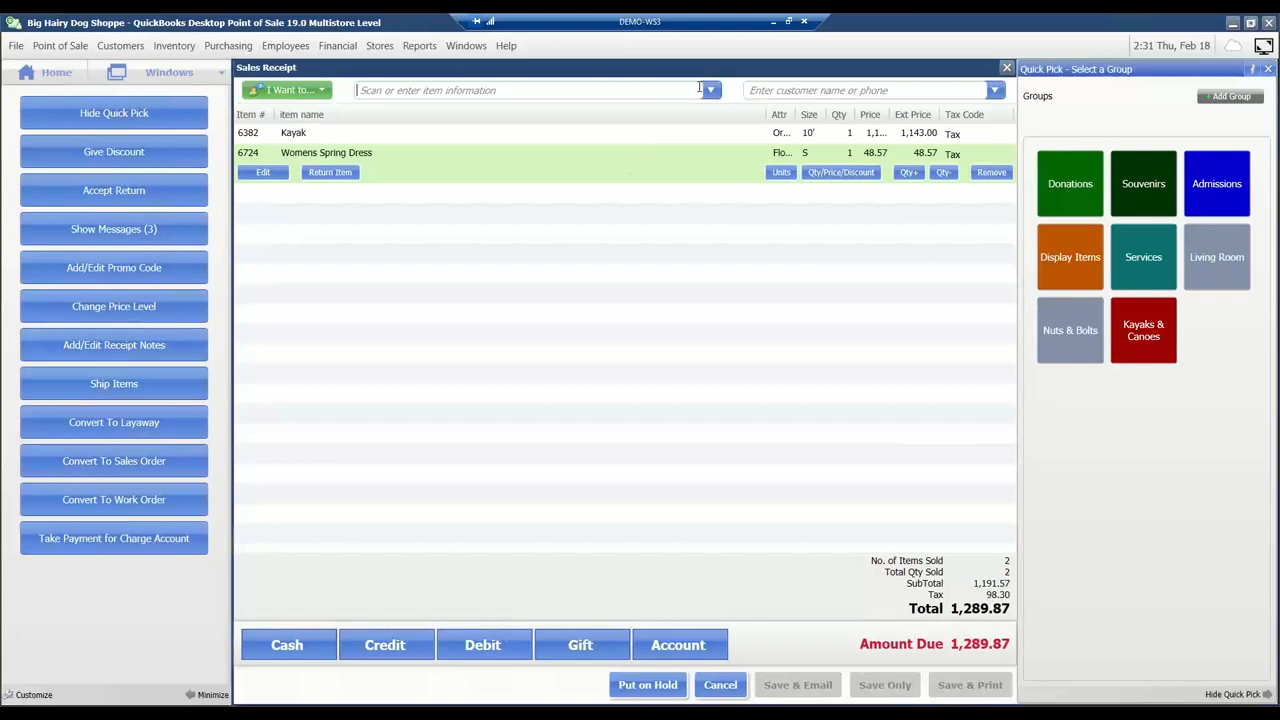 Big Hairy Dog Shoppe - QuickBooks Desktop Point of Sale 19.0 Multistore Level
DEMO-WS3
File Point of Sale Customers Inventory Purchasing Employees Financial Stores Reports Windows Help
2:31 Thu, Feb 18
Home Windows
Hide Quick Pick
Give Discount
Accept Return
Show Messages (3)
Add/Edit Promo Code
Change Price Level
Add/Edit Receipt Notes
Ship Items
Convert To Layaway
Convert To Sales Order
Convert To Work Order
Take Payment for Charge Account
Customize Minimize
Sales Receipt
I Want to... Scan or enter item information Enter customer name or phone
Item # Item name Attr Size Qty Price Ext Price Tax Code
6382 Kayak Or... 10' 1 1,1... 1,143.00 Tax
6724 Womens Spring Dress Flo... S 1 48.57 48.57 Tax
Edit Return Item Units Qty/Price/Discount Qty+ Qty- Remove
No. of Items Sold 2
Total Qty Sold 2
SubTotal 1,191.57
Tax 98.30
Total 1,289.87
Cash Credit Debit Gift Account Amount Due 1,289.87
Put on Hold Cancel Save & Email Save Only Save & Print
Quick Pick - Select a Group
Groups + Add Group
Donations Souvenirs Admissions
Display Items Services Living Room
Nuts & Bolts Kayaks &
Canoes
Hide Quick Pick